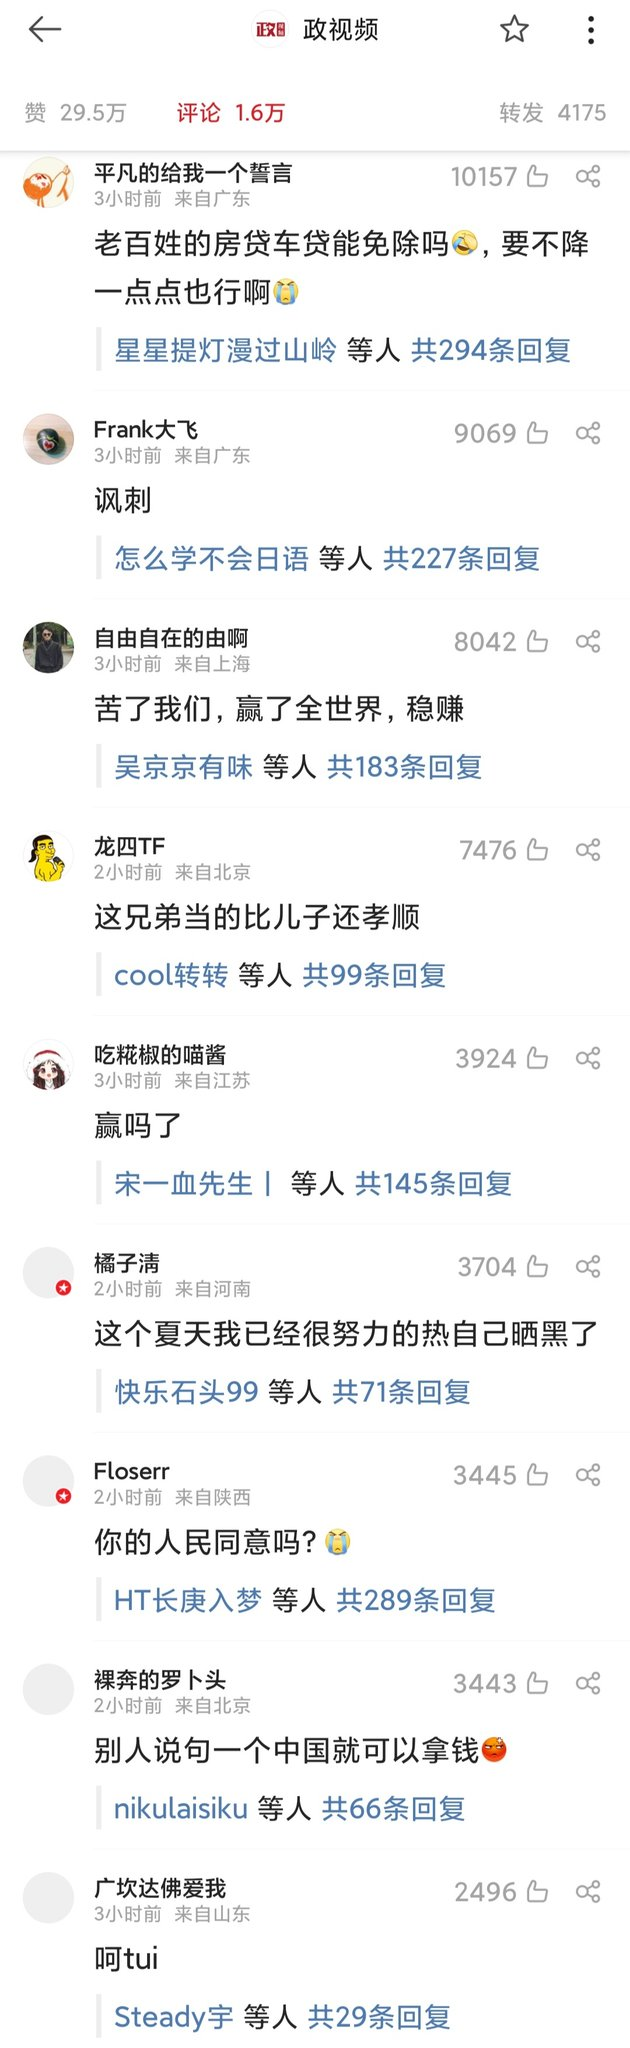 政视频
赞 29.5万 评论 1.6万 转发 4175
平凡的给我一个誓言 10157
3小时前 来自广东
老百姓的房贷车贷能免除吗🤣，要不降
一点点也行啊😭
星星提灯漫过山岭 等人 共294条回复
Frank大飞 9069
3小时前 来自广东
讽刺
怎么学不会日语 等人 共227条回复
自由自在的由啊 8042
3小时前 来自上海
苦了我们，赢了全世界，稳赚
吴京京有味 等人 共183条回复
龙四TF 7476
2小时前 来自北京
这兄弟当的比儿子还孝顺
cool转转 等人 共99条回复
吃糀椒的喵酱 3924
3小时前 来自江苏
赢吗了
宋一血先生丨 等人 共145条回复
橘子淸 3704
2小时前 来自河南
这个夏天我已经很努力的热自己晒黑了
快乐石头99 等人 共71条回复
Floserr 3445
2小时前 来自陕西
你的人民同意吗？😭
HT长庚入梦 等人 共289条回复
裸奔的罗卜头 3443
2小时前 来自北京
别人说句一个中国就可以拿钱😡
nikulaisiku 等人 共66条回复
广坎达佛爱我 2496
3小时前 来自山东
呵tui
Steady宇 等人 共29条回复